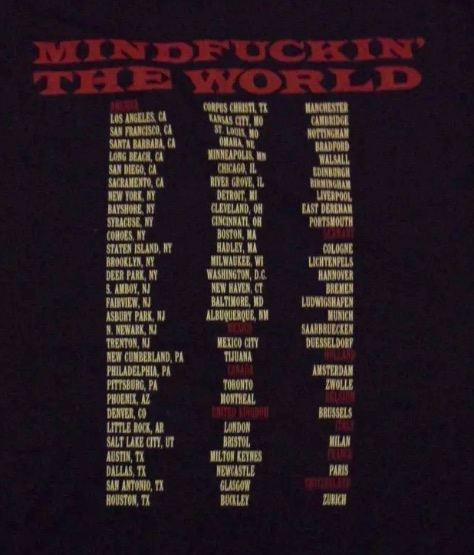 MINDFUCKIN'
THE WORLD
AMERICA
LOS ANGELES, CA
SAN FRANCISCO, CA
SANTA BARBARA, CA
LONG BEACH, CA
SAN DIEGO, CA
SACRAMENTO, CA
NEW YORK, NY
BAYSHORE, NY
SYRACUSE, NY
COHOES, NY
STATEN ISLAND, NY
BROOKLYN, NY
DEER PARK, NY
S. AMBOY, NJ
FAIRVIEW, NJ
ASBURY PARK, NJ
N. NEWARK, NJ
TRENTON, NJ
NEW CUMBERLAND, PA
PHILADELPHIA, PA
PITTSBURG, PA
PHOENIX, AZ
DENVER, CO
LITTLE ROCK, AR
SALT LAKE CITY, UT
AUSTIN, TX
DALLAS, TX
SAN ANTONIO, TX
HOUSTON, TX
CORPUS CHRISTI, TX
KANSAS CITY, MO
ST. LOUIS, MO
OMAHA, NE
MINNEAPOLIS, MN
CHICAGO, IL
RIVER GROVE, IL
DETROIT, MI
CLEVELAND, OH
CINCINNATI, OH
BOSTON, MA
HADLEY, MA
MILWAUKEE, WI
WASHINGTON, D.C.
NEW HAVEN, CT
BALTIMORE, MD
ALBUQUERQUE, NM
MEXICO
MEXICO CITY
TIJUANA
CANADA
TORONTO
MONTREAL
UNITED KINGDOM
LONDON
BRISTOL
MILTON KEYNES
NEWCASTLE
GLASGOW
BUCKLEY
MANCHESTER
CAMBRIDGE
NOTTINGHAM
BRADFORD
WALSALL
EDINBURGH
BIRMINGHAM
LIVERPOOL
EAST DEREHAM
PORTSMOUTH
GERMANY
COLOGNE
LICHTENFELS
HANNOVER
BREMEN
LUDWIGSHAFEN
MUNICH
SAARBRUECKEN
DUESSELDORF
HOLLAND
AMSTERDAM
ZWOLLE
BELGIUM
BRUSSELS
ITALY
MILAN
FRANCE
PARIS
SWITZERLAND
ZURICH